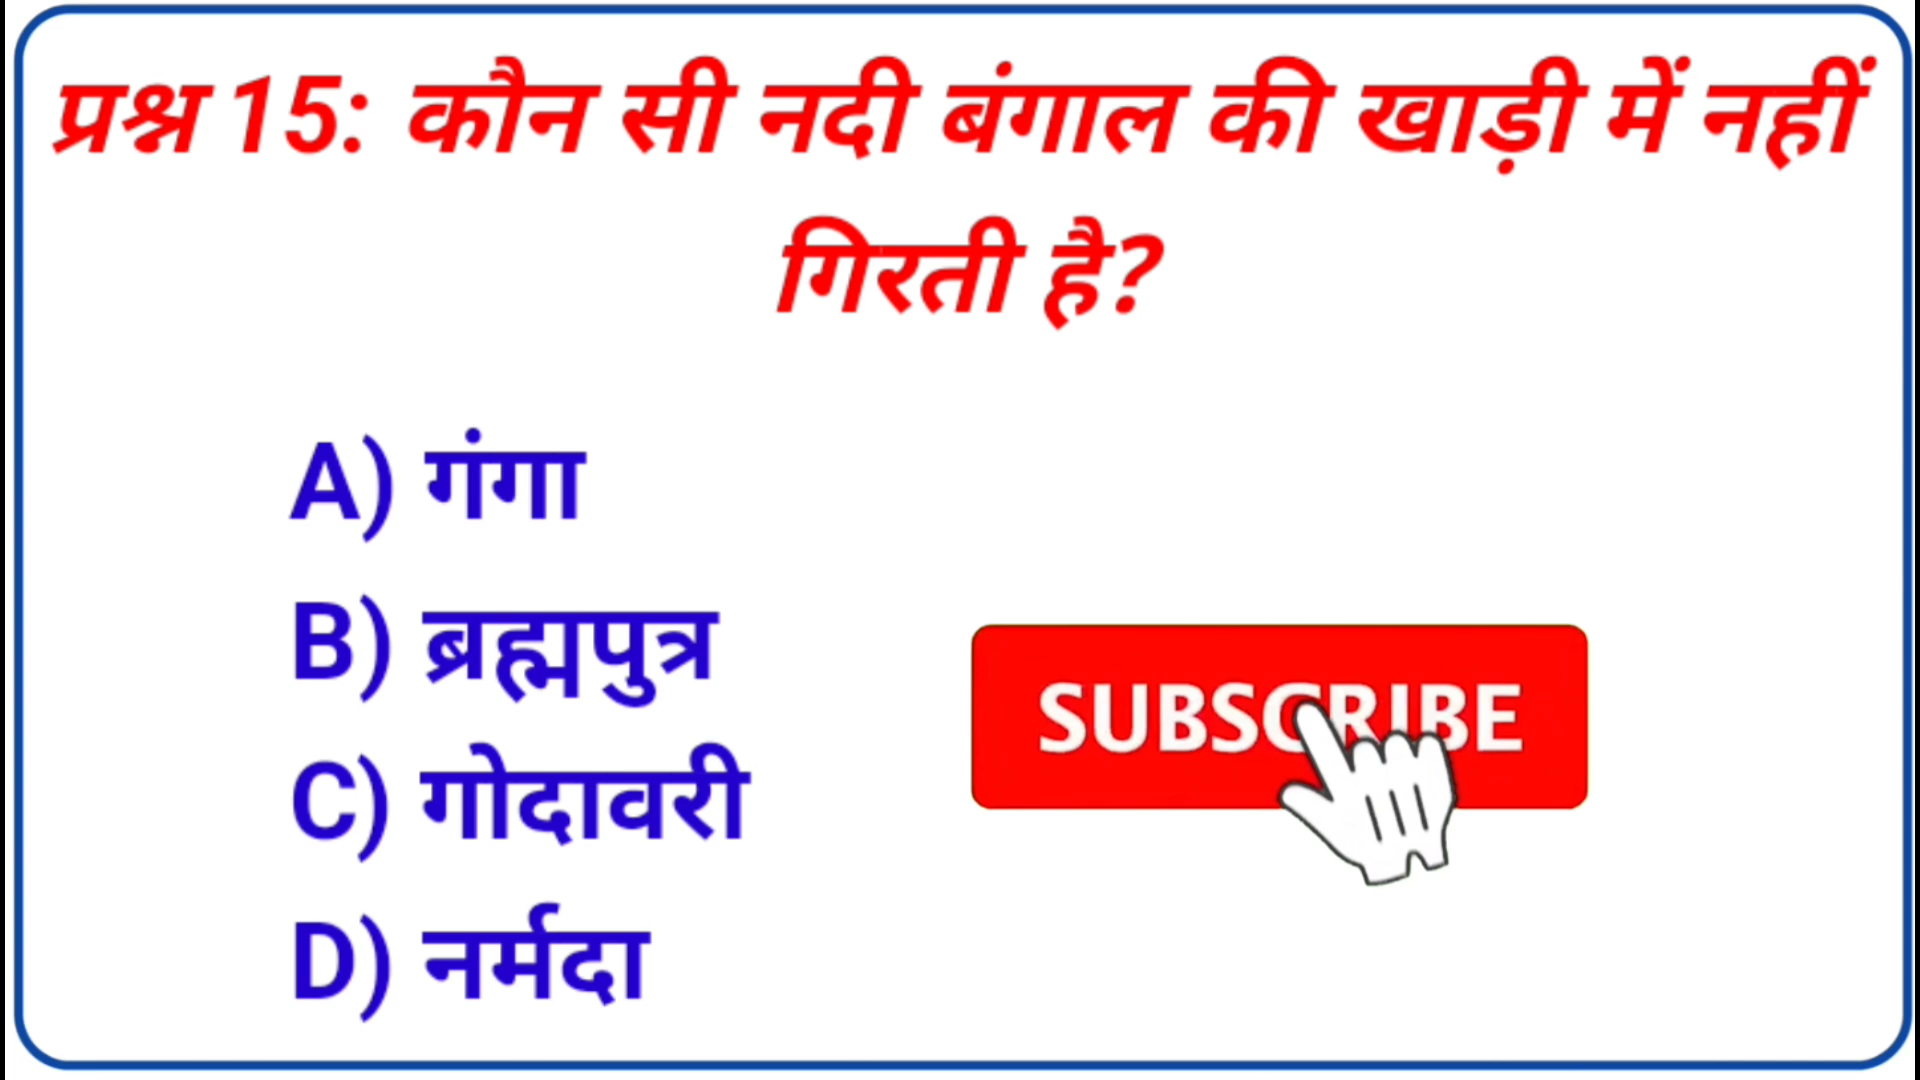 प्रश्न 15: कौन सी नदी बंगाल की खाड़ी में नहीं
गिरती है?
A) गंगा
B) ब्रह्मपुत्र
C) गोदावरी
D) नर्मदा
SUBSCRIBE